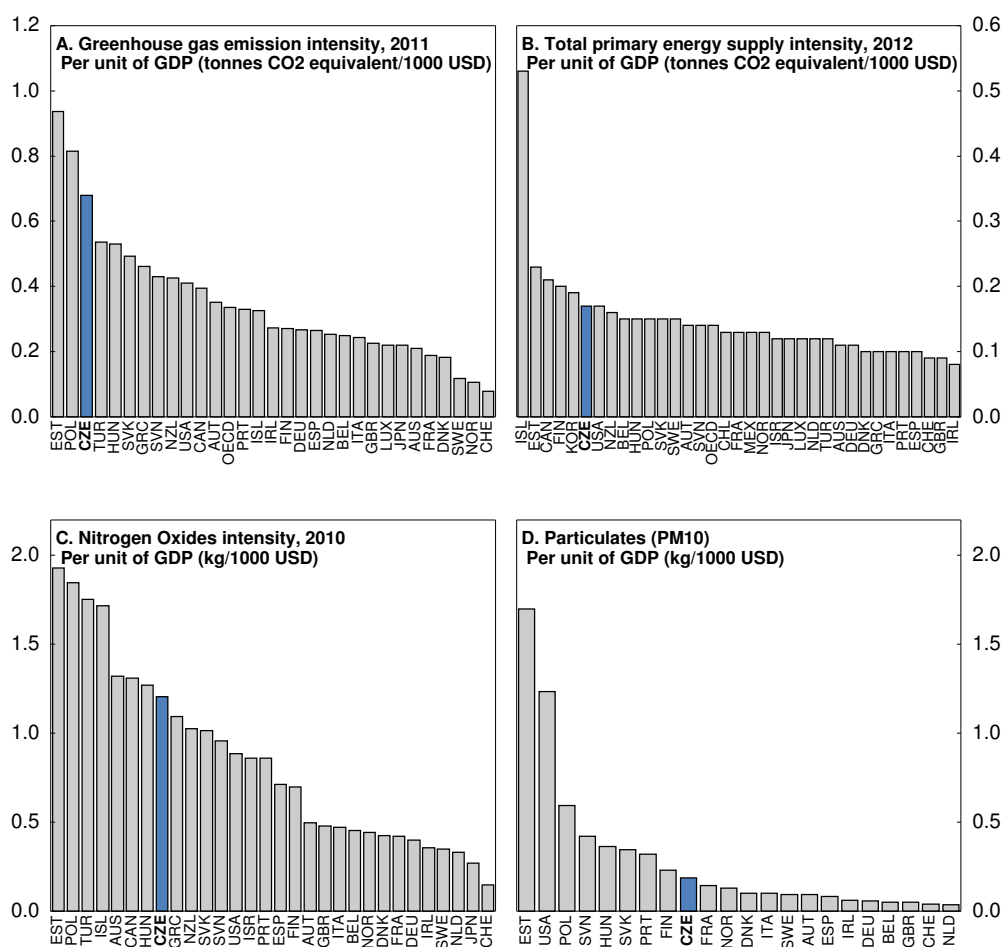 A. Greenhouse gas emission intensity, 2011
Per unit of GDP (tonnes CO2 equivalent/1000 USD)
1.2
1.0
0.8
0.6
0.4
0.2
0.0
EST POL CZE TUR HUN SVK GRC SVN NZL USA CAN AUT OECD PRT ISL IRL FIN DEU ESP NLD BEL ITA GBR LUX JPN AUS FRA DNK SWE NOR CHE
B. Total primary energy supply intensity, 2012
Per unit of GDP (tonnes CO2 equivalent/1000 USD)
0.6
0.5
0.4
0.3
0.2
0.1
0.0
ISL EST CAN FIN KOR CZE USA NZL BEL HUN POL SVK SWE AUT SVN OECD CHL FRA MEX NOR ISR JPN LUX NLD TUR AUS DEU DNK GRC ITA PRT ESP CHE GBR IRL
C. Nitrogen Oxides intensity, 2010
Per unit of GDP (kg/1000 USD)
2.0
1.5
1.0
0.5
0.0
EST POL TUR ISL AUS CAN HUN CZE GRC NZL SVK SVN USA ISR PRT ESP FIN AUT GBR ITA BEL NOR DNK FRA DEU IRL SWE NLD JPN CHE
D. Particulates (PM10)
Per unit of GDP (kg/1000 USD)
2.0
1.5
1.0
0.5
0.0
EST USA POL SVN HUN SVK PRT FIN CZE FRA NOR DNK ITA SWE AUT ESP IRL DEU BEL GBR CHE NLD